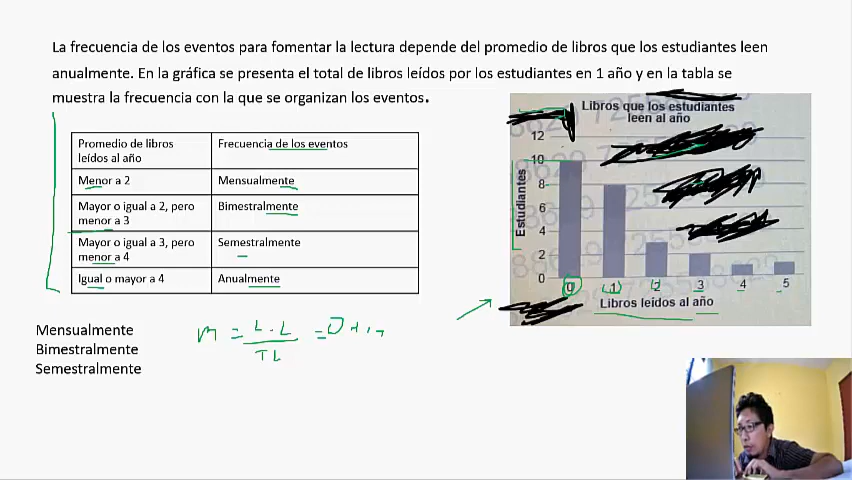 La frecuencia de los eventos para fomentar la lectura depende del promedio de libros que los estudiantes leen
anualmente. En la gráfica se presenta el total de libros leídos por los estudiantes en 1 año y en la tabla se
muestra la frecuencia con la que se organizan los eventos.
Promedio de libros leídos al año
Frecuencia de los eventos
Menor a 2
Mensualmente
Mayor o igual a 2, pero
menor a 3
Bimestralmente
Mayor o igual a 3, pero
menor a 4
Semestralmente
Igual o mayor a 4
Anualmente
Libros que los estudiantes
leen al año
Estudiantes
12
10
8
6
4
2
0
0 1 2 3 4 5
Libros leídos al año
Mensualmente
Bimestralmente
Semestralmente